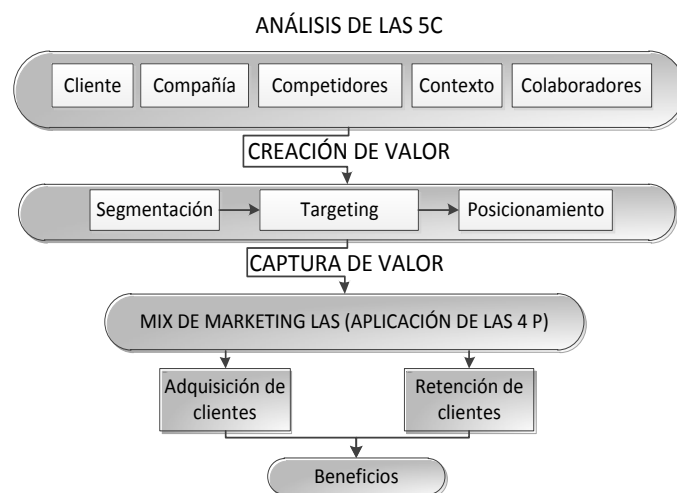 ANÁLISIS DE LAS 5C
Cliente
Compañía
Competidores
Contexto
Colaboradores
CREACIÓN DE VALOR
Segmentación
Targeting
Posicionamiento
CAPTURA DE VALOR
MIX DE MARKETING LAS (APLICACIÓN DE LAS 4 P)
Adquisición de
clientes
Retención de
clientes
Beneficios